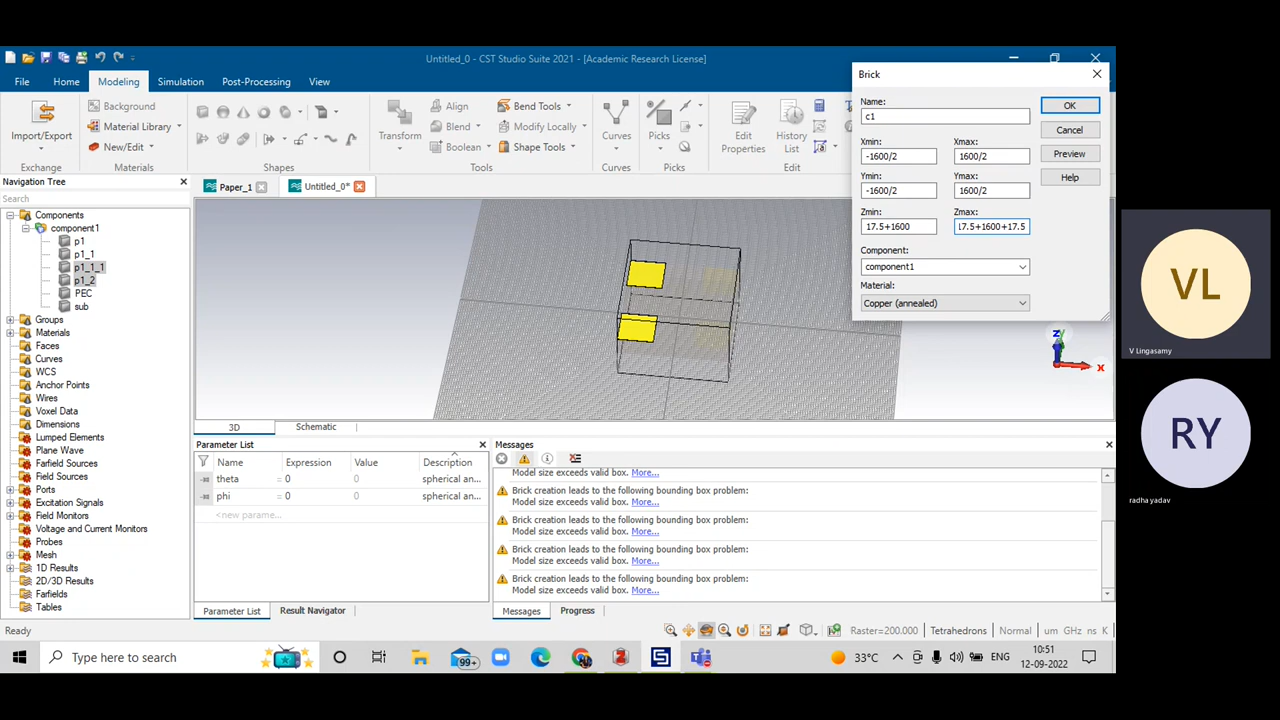 Untitled_0 - CST Studio Suite 2021 - [Academic Research License]
File Home Modeling Simulation Post-Processing View
Import/Export
Exchange
Background
Material Library
New/Edit
Materials
Shapes
Transform
Align
Blend
Boolean
Bend Tools
Modify Locally
Shape Tools
Tools
Curves
Curves
Picks
Picks
Edit Properties
History List
Edit
Navigation Tree
Search
Components
component1
p1
p1_1
p1_1_1
p1_2
PEC
sub
Groups
Materials
Faces
Curves
WCS
Anchor Points
Wires
Voxel Data
Dimensions
Lumped Elements
Plane Wave
Farfield Sources
Field Sources
Ports
Excitation Signals
Field Monitors
Voltage and Current Monitors
Probes
Mesh
1D Results
2D/3D Results
Farfields
Tables
Paper_1
Untitled_0*
3D Schematic
Z
X
Brick
Name:
c1
OK
Cancel
Preview
Help
Xmin: Xmax:
-1600/2 1600/2
Ymin: Ymax:
-1600/2 1600/2
Zmin: Zmax:
17.5+1600 17.5+1600+17.5
Component:
component1
Material:
Copper (annealed)
Parameter List
Name Expression Value Description
theta = 0 0 spherical an...
phi = 0 0 spherical an...
<new parame...
Parameter List Result Navigator
Messages
Model size exceeds valid box. More...
Brick creation leads to the following bounding box problem:
Model size exceeds valid box. More...
Brick creation leads to the following bounding box problem:
Model size exceeds valid box. More...
Brick creation leads to the following bounding box problem:
Model size exceeds valid box. More...
Brick creation leads to the following bounding box problem:
Model size exceeds valid box. More...
Messages Progress
Ready
Raster=200.000 Tetrahedrons Normal um GHz ns K
Type here to search
99+
33°C
ENG
10:51
12-09-2022
VL
V Lingasamy
RY
radha yadav